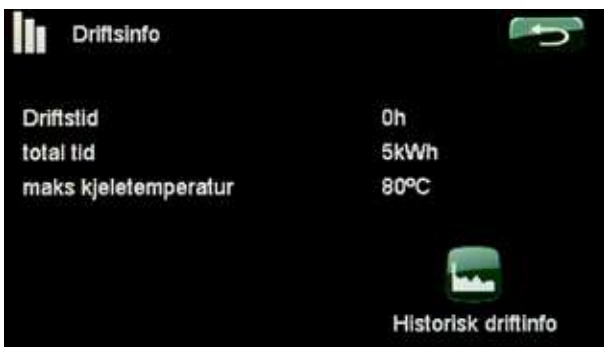 Driftsinfo
Driftstid 0h
total tid 5kWh
maks kjeletemperatur 80ºC
Historisk driftinfo